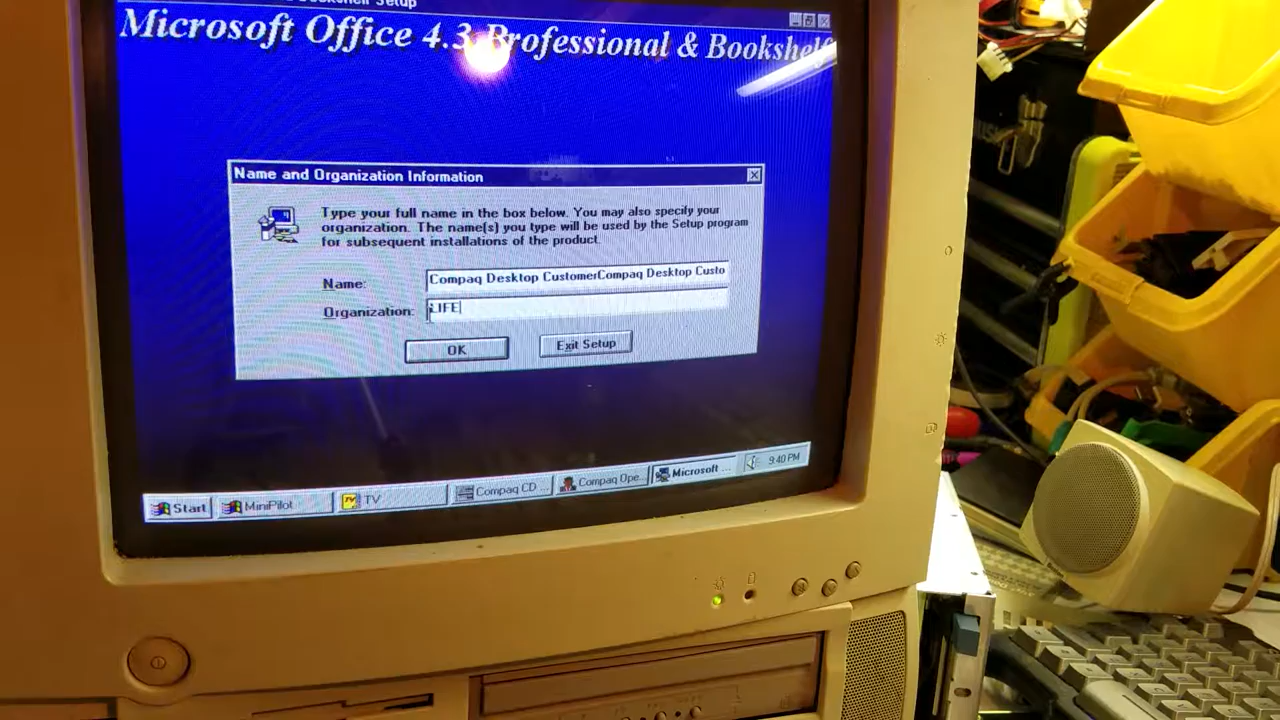 Setup
Microsoft Office 4.3 Professional & Bookshelf
Name and Organization Information
Type your full name in the box below. You may also specify your
organization. The name(s) you type will be used by the Setup program
for subsequent installations of the product.
Name:
Compaq Desktop CustomerCompaq Desktop Custo
Organization:
LIFE
OK
Exit Setup
Start
MiniPilot
TV
Compaq CD ...
Compaq Ope...
Microsoft ...
9:40 PM